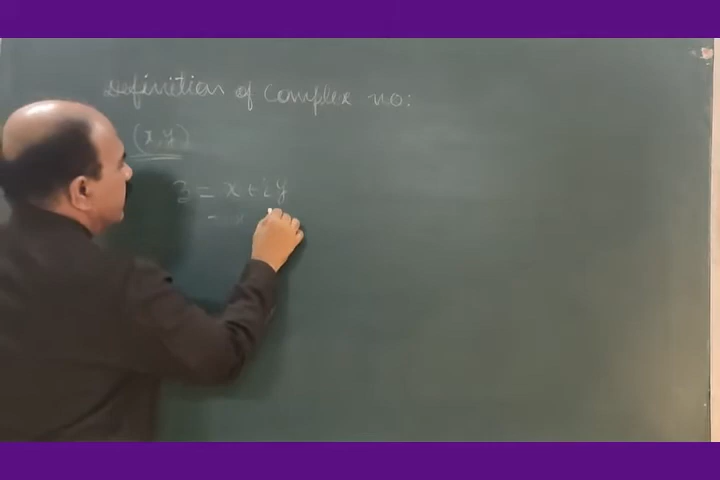 Definition of complex no:
(x, y)
z = x + iy